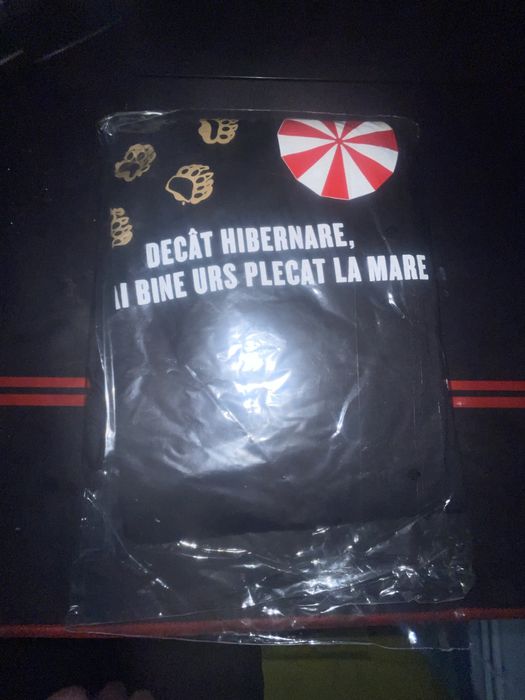 DECÂT HIBERNARE,
BINE URS PLECAT LA MARE